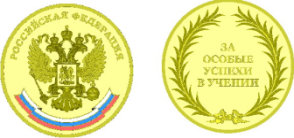 РОССИЙСКАЯ ФЕДЕРАЦИЯ
ЗА
ОСОБЫЕ
УСПЕХИ
В УЧЕНИИ